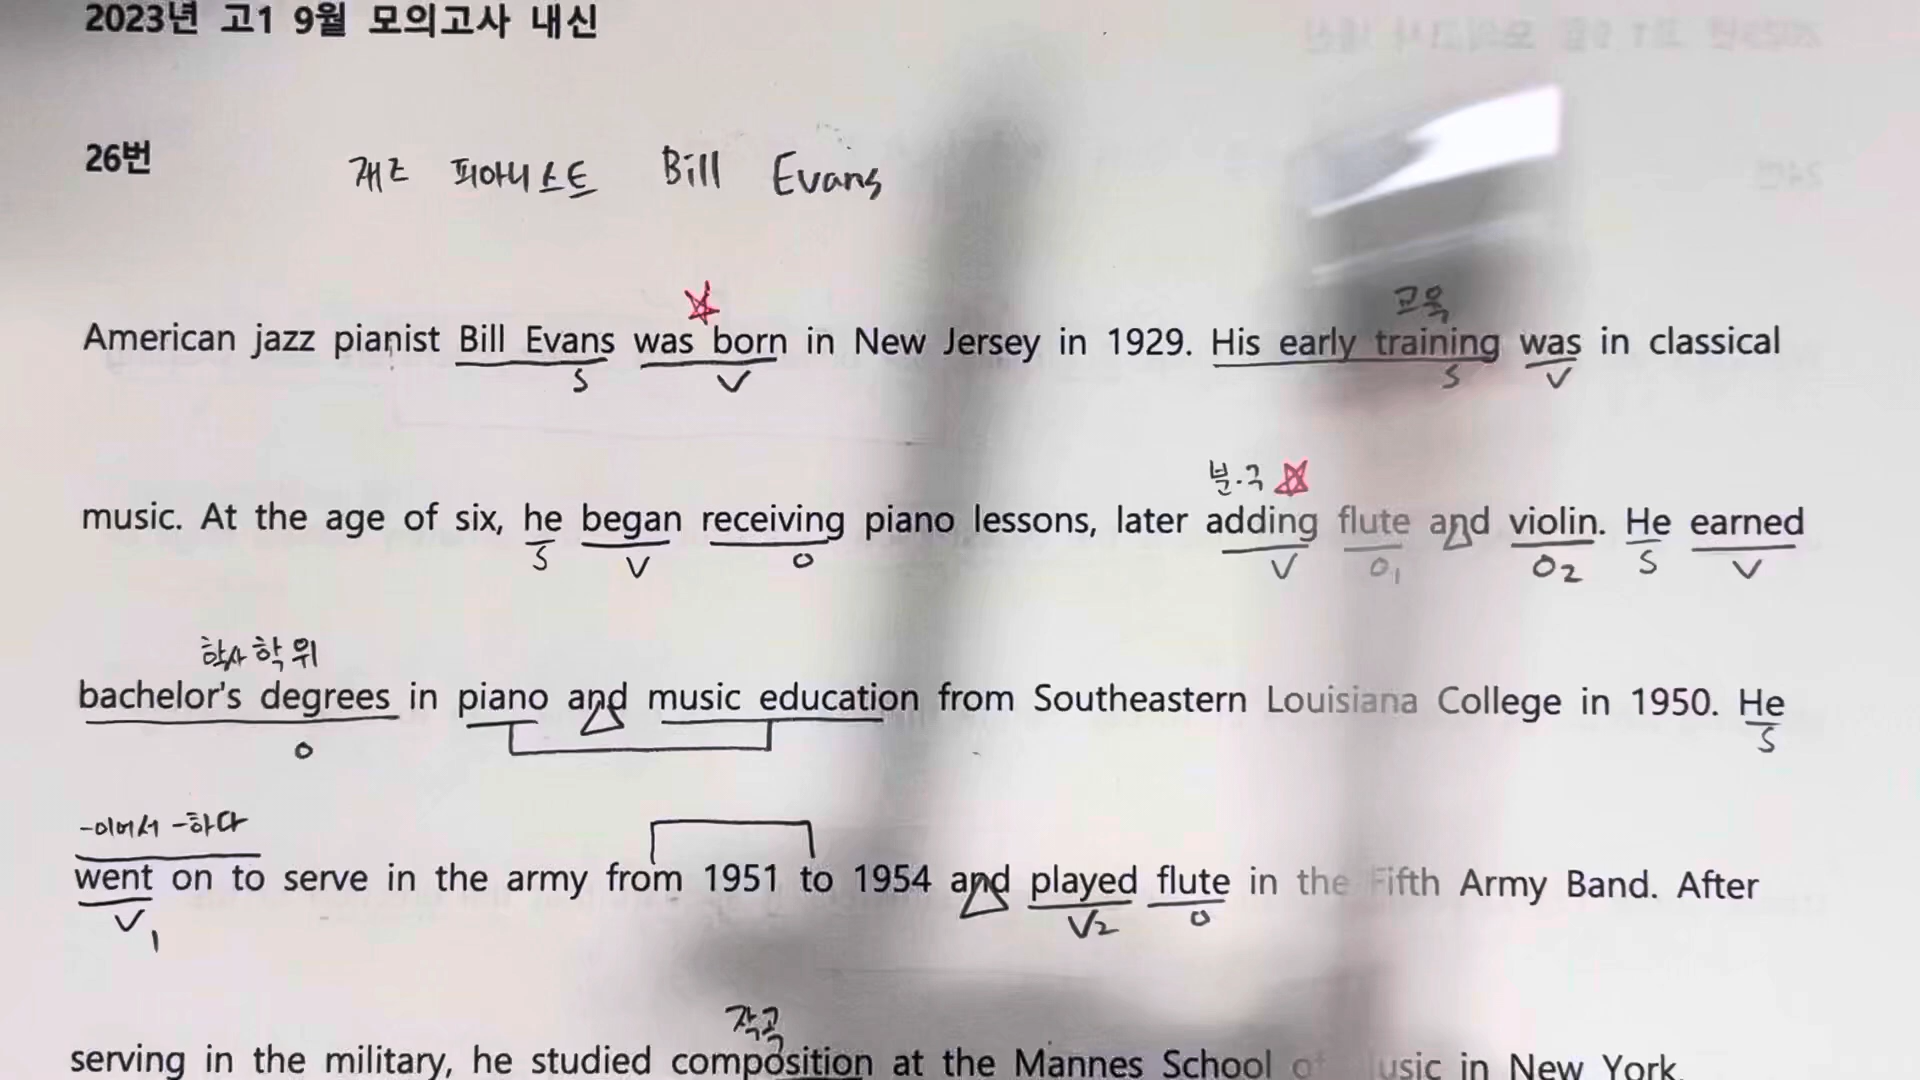 2023년 고1 9월 모의고사 내신
26번
재즈 피아니스트 Bill Evans
교육
American jazz pianist Bill Evans was born in New Jersey in 1929. His early training was in classical
S V S V
분.구
music. At the age of six, he began receiving piano lessons, later adding flute and violin. He earned
S V O V O1 O2 S V
학사학위
bachelor's degrees in piano and music education from Southeastern Louisiana College in 1950. He
O S
-이어서 -하다
went on to serve in the army from 1951 to 1954 and played flute in the Fifth Army Band. After
V1 V2 O
작곡
serving in the military, he studied composition at the Mannes School of Music in New York.